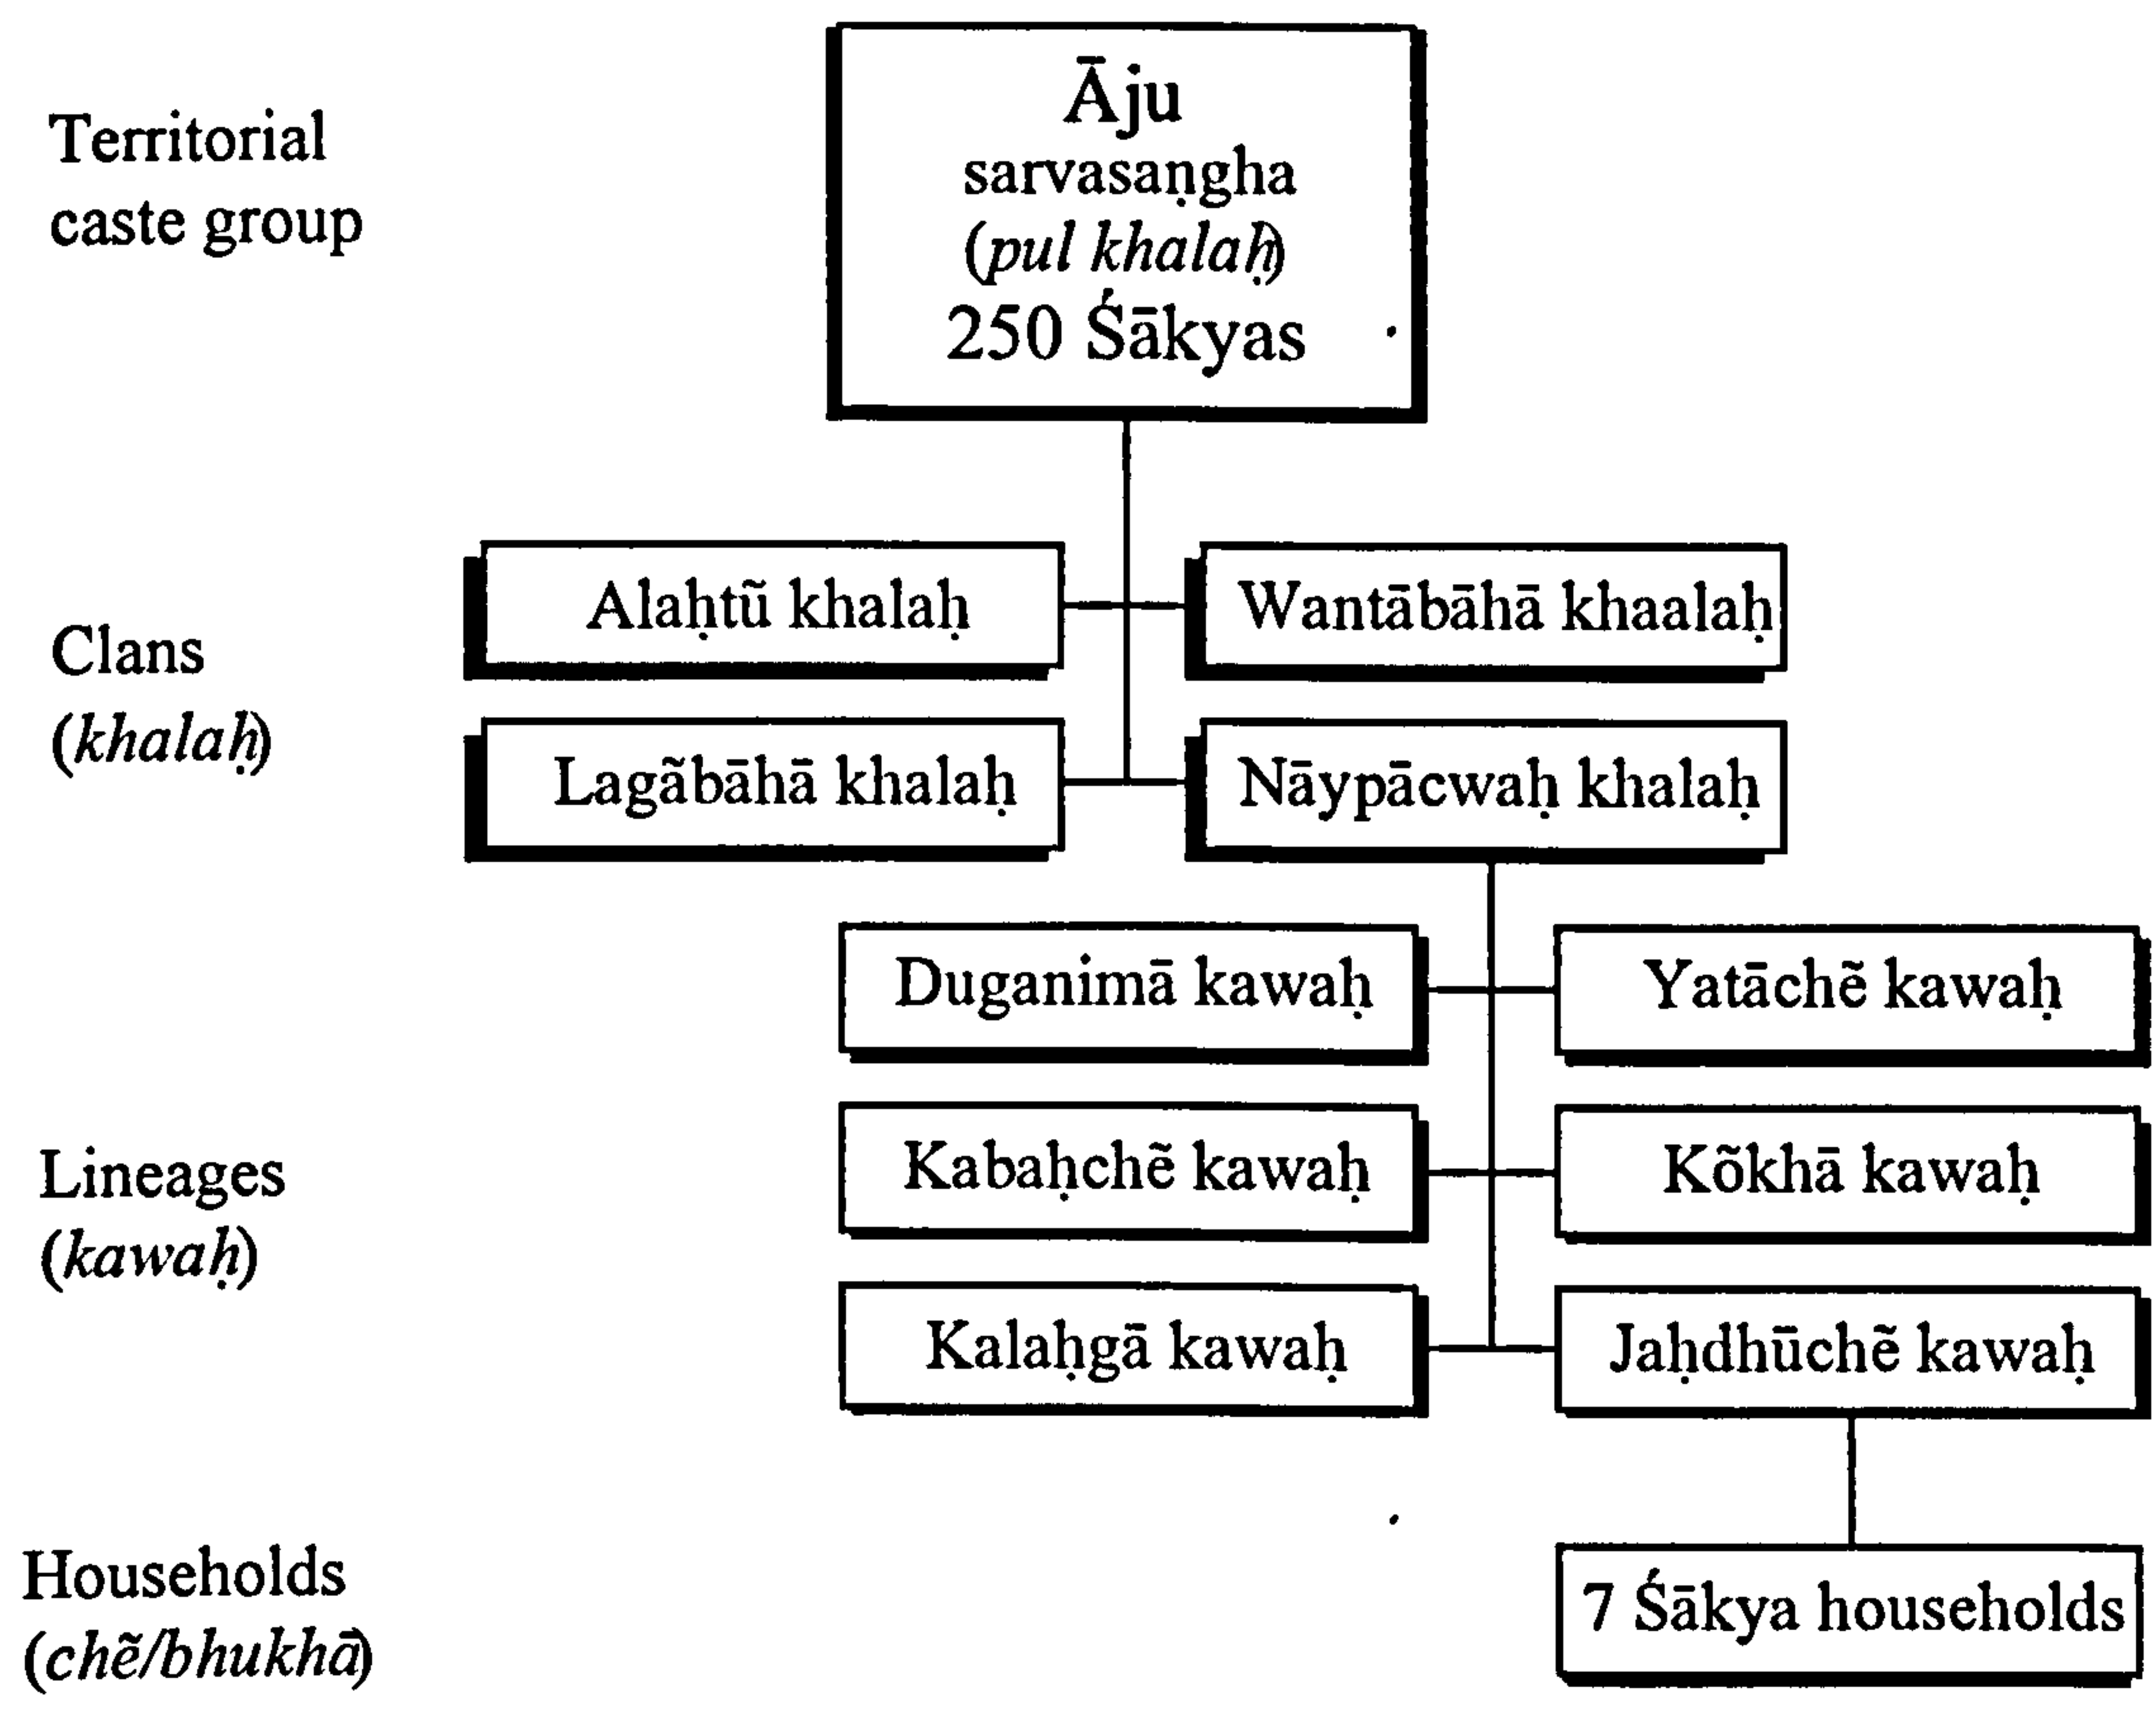 Territorial
caste group
Āju
sarvasaṇgha
(pul khalaḥ)
250 Śākyas
Clans
(khalaḥ)
Alaḥtũ khalaḥ
Wantābāhā khaalaḥ
Lagãbāhā khalaḥ
Nāypācwaḥ khalaḥ
Lineages
(kawaḥ)
Duganimā kawaḥ
Yatāchẽ kawaḥ
Kabaḥchẽ kawaḥ
Kõkhā kawaḥ
Kalaḥgā kawaḥ
Jaḥdhūchẽ kawaḥ
Households
(chẽ/bhukhā)
7 Śākya households